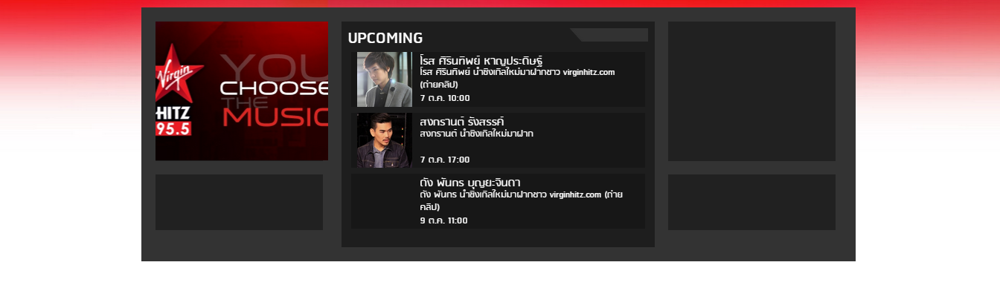 Virgin
HITZ
95.5
YOU
CHOOSE
THE
MUSIC
UPCOMING
โรส ศิรินทิพย์ หาญประดิษฐ์
โรส ศิรินทิพย์ นำซิงเกิลใหม่มาฝากชาว virginhitz.com
(ถ่ายคลิป)
7 ต.ค. 10:00
สงกรานต์ รังสรรค์
สงกรานต์ นำซิงเกิลใหม่มาฝาก
7 ต.ค. 17:00
ดัง พันกร บุญยะจินดา
ดัง พันกร นำซิงเกิลใหม่มาฝากชาว virginhitz.com (ถ่าย
คลิป)
9 ต.ค. 11:00